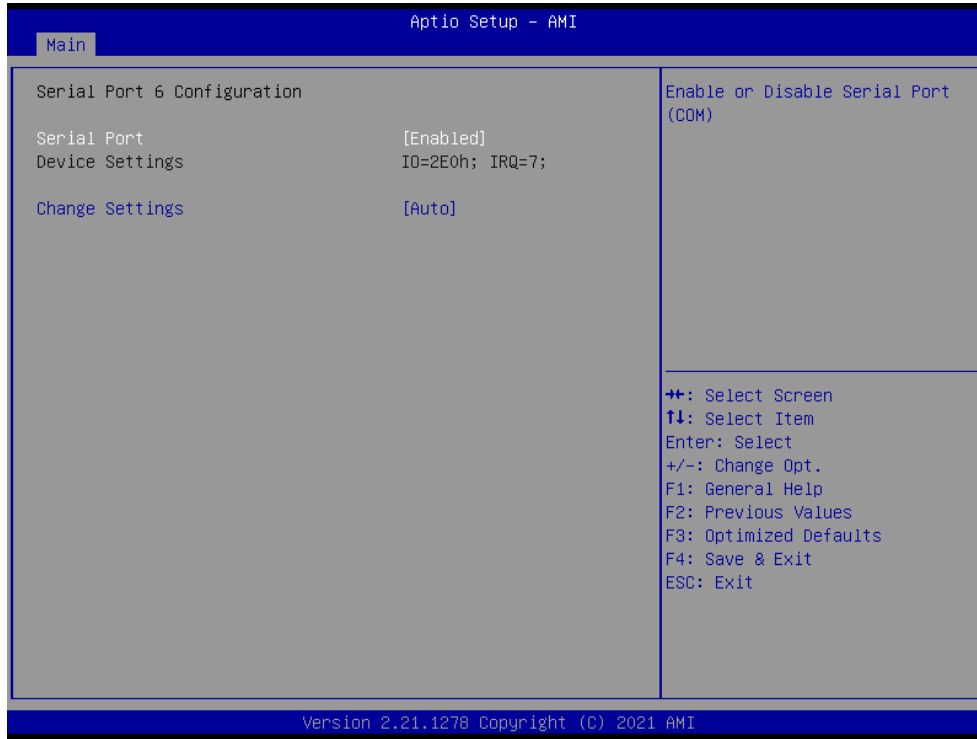 Aptio Setup - AMI
Main
Serial Port 6 Configuration
Serial Port [Enabled]
Device Settings IO=2E0h; IRQ=7;
Change Settings [Auto]
Enable or Disable Serial Port
(COM)
→←: Select Screen
↑↓: Select Item
Enter: Select
+/-: Change Opt.
F1: General Help
F2: Previous Values
F3: Optimized Defaults
F4: Save & Exit
ESC: Exit
Version 2.21.1278 Copyright (C) 2021 AMI